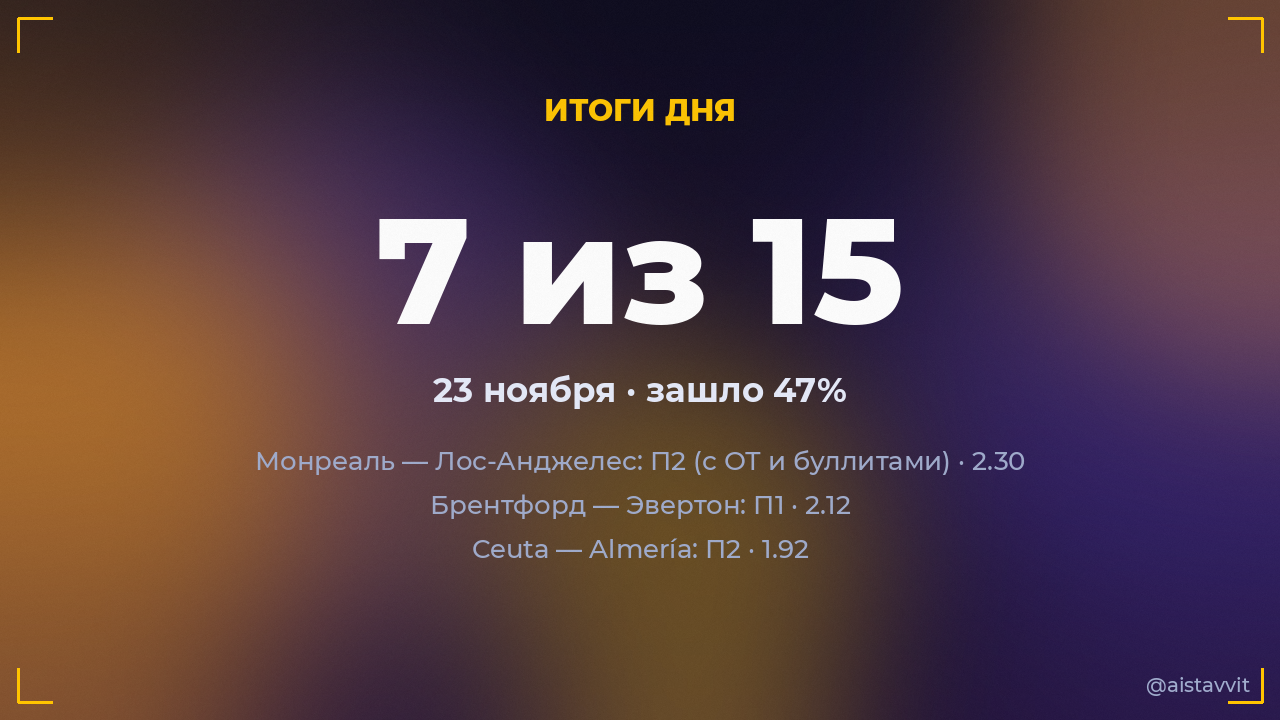 ИТОГИ ДНЯ
7 из 15
23 ноября · зашло 47%
Монреаль — Лос-Анджелес: П2 (с ОТ и буллитами) · 2.30
Брентфорд — Эвертон: П1 · 2.12
Ceuta — Almería: П2 · 1.92
@aistavvit